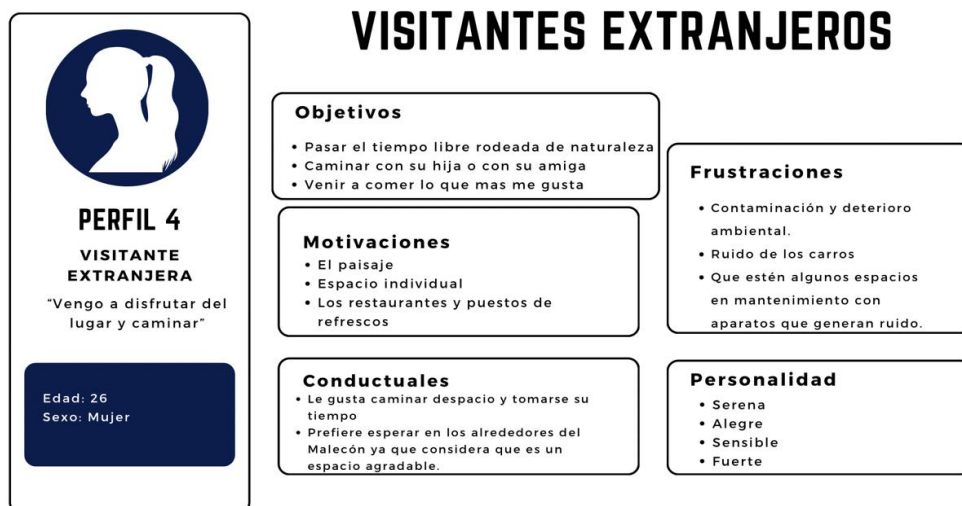 VISITANTES EXTRANJEROS
PERFIL 4
VISITANTE
EXTRANJERA
"Vengo a disfrutar del
lugar y caminar"
Edad: 26
Sexo: Mujer
Objetivos
• Pasar el tiempo libre rodeada de naturaleza
• Caminar con su hija o con su amiga
• Venir a comer lo que mas me gusta
Motivaciones
• El paisaje
• Espacio individual
• Los restaurantes y puestos de
refrescos
Conductuales
• Le gusta caminar despacio y tomarse su
tiempo
• Prefiere esperar en los alrededores del
Malecón ya que considera que es un
espacio agradable.
Frustraciones
• Contaminación y deterioro
ambiental.
• Ruido de los carros
• Que estén algunos espacios
en mantenimiento con
aparatos que generan ruido.
Personalidad
• Serena
• Alegre
• Sensible
• Fuerte